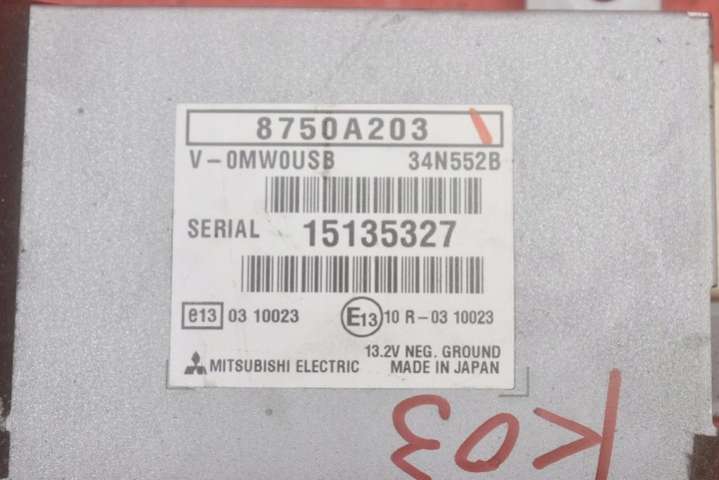 8750A203
V-0MW0USB 34N552B
SERIAL 15135327
e13 03 10023 E13 10 R-03 10023
13.2V NEG. GROUND
MITSUBISHI ELECTRIC MADE IN JAPAN
K03